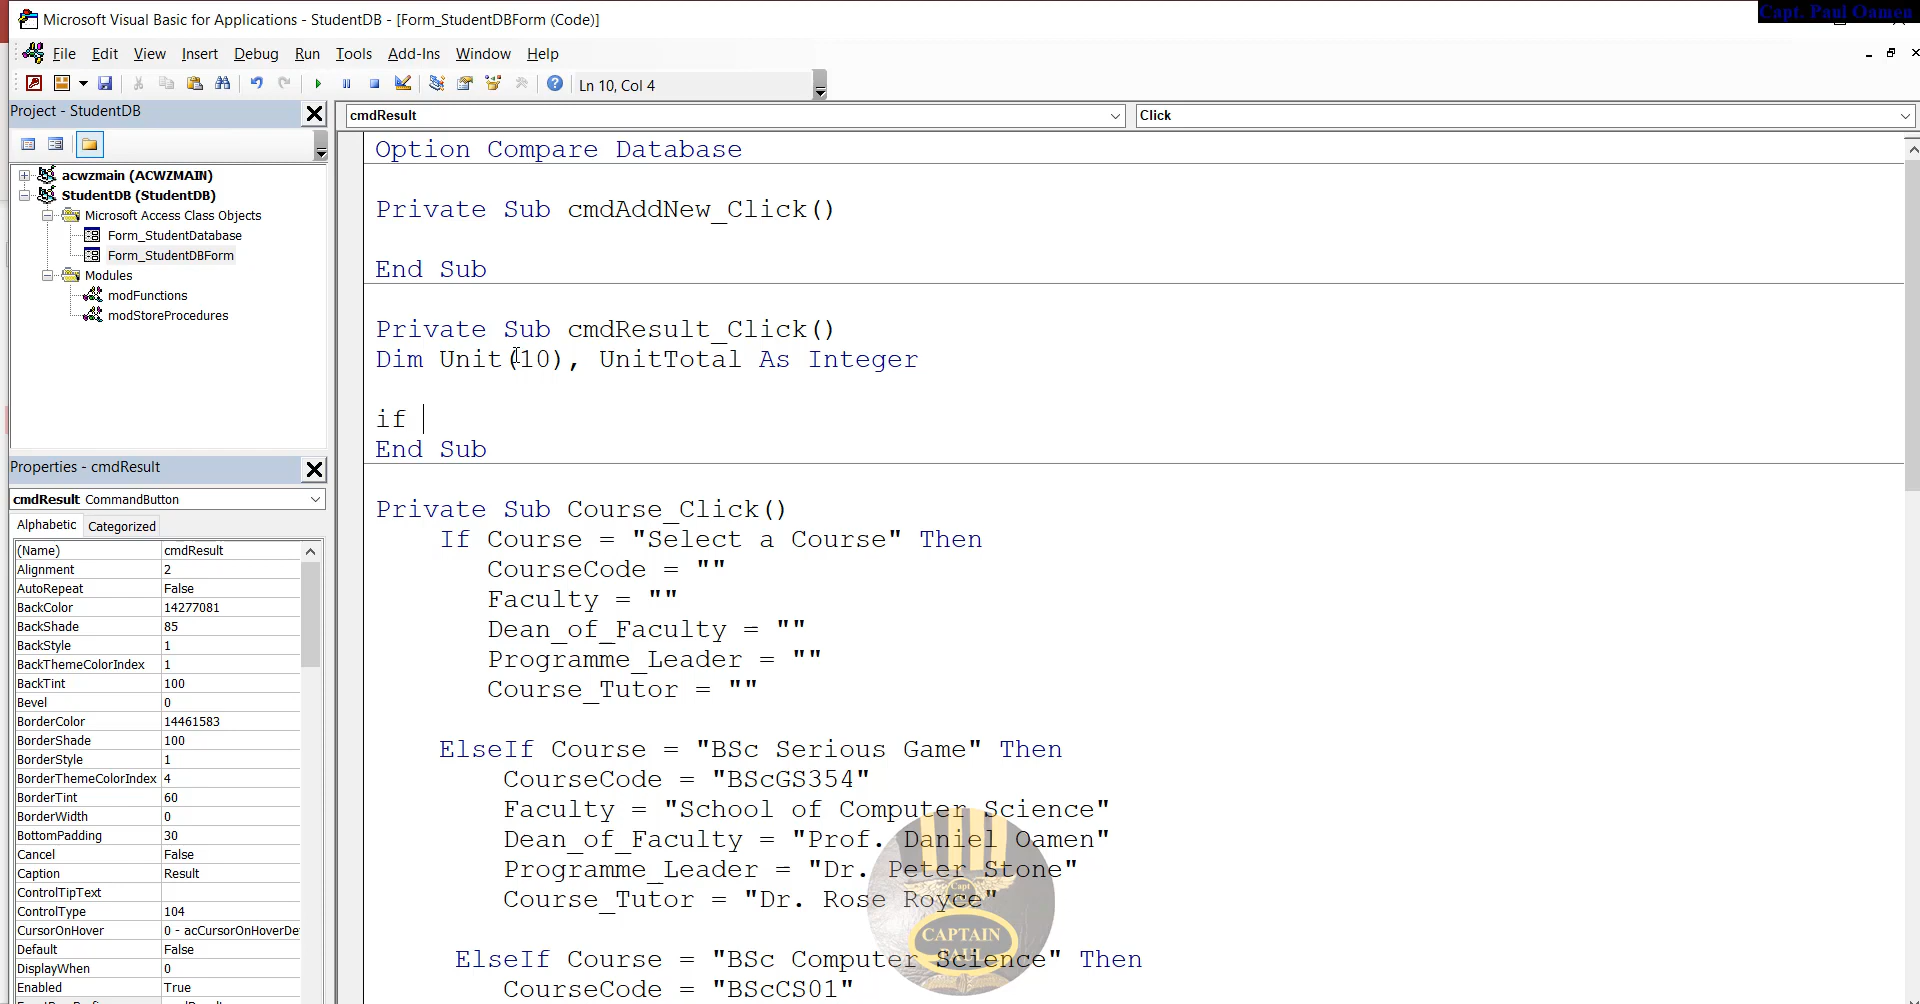 Microsoft Visual Basic for Applications - StudentDB - [Form_StudentDBForm (Code)]
Capt. Paul Oamen
File Edit View Insert Debug Run Tools Add-Ins Window Help
Ln 10, Col 4
Project - StudentDB
acwzmain (ACWZMAIN)
StudentDB (StudentDB)
Microsoft Access Class Objects
Form_StudentDatabase
Form_StudentDBForm
Modules
modFunctions
modStoreProcedures
Properties - cmdResult
cmdResult CommandButton
Alphabetic Categorized
(Name) cmdResult
Alignment 2
AutoRepeat False
BackColor 14277081
BackShade 85
BackStyle 1
BackThemeColorIndex 1
BackTint 100
Bevel 0
BorderColor 14461583
BorderShade 100
BorderStyle 1
BorderThemeColorIndex 4
BorderTint 60
BorderWidth 0
BottomPadding 30
Cancel False
Caption Result
ControlTipText
ControlType 104
CursorOnHover 0 - acCursorOnHoverDe
Default False
DisplayWhen 0
Enabled True
cmdResult Click
Option Compare Database
Private Sub cmdAddNew_Click()
End Sub
Private Sub cmdResult_Click()
Dim Unit(10), UnitTotal As Integer
if
End Sub
Private Sub Course_Click()
If Course = "Select a Course" Then
CourseCode = ""
Faculty = ""
Dean_of_Faculty = ""
Programme_Leader = ""
Course_Tutor = ""
ElseIf Course = "BSc Serious Game" Then
CourseCode = "BScGS354"
Faculty = "School of Computer Science"
Dean_of_Faculty = "Prof. Daniel Oamen"
Programme_Leader = "Dr. Peter Stone"
Course_Tutor = "Dr. Rose Royce"
ElseIf Course = "BSc Computer Science" Then
CourseCode = "BScCS01"
Capt
CAPTAIN